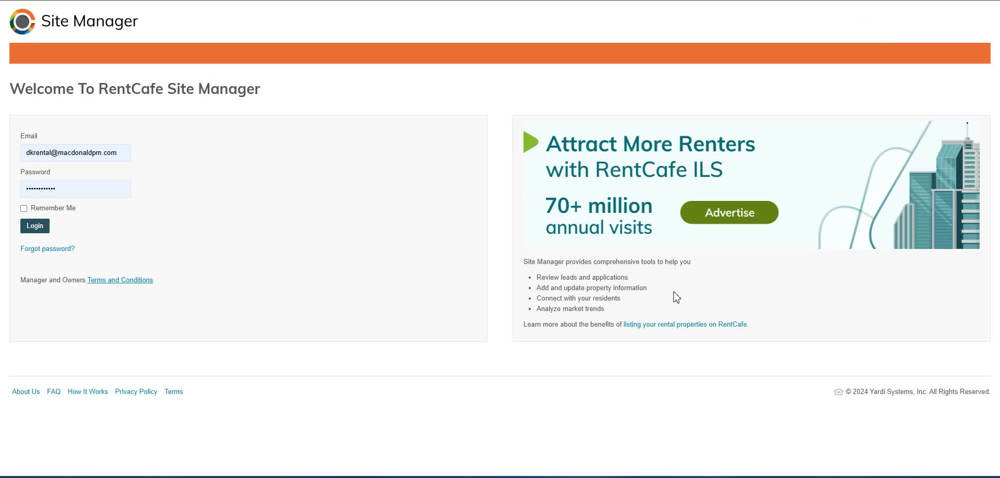 Site Manager
Welcome To RentCafe Site Manager
Email
dkrental@macdonaldpm.com
Password
••••••••••••
Remember Me
Login
Forgot password?
Manager and Owners Terms and Conditions
Attract More Renters
with RentCafe ILS
70+ million
annual visits
Advertise
Site Manager provides comprehensive tools to help you
• Review leads and applications
• Add and update property information
• Connect with your residents
• Analyze market trends
Learn more about the benefits of listing your rental properties on RentCafe.
About Us FAQ How It Works Privacy Policy Terms
© 2024 Yardi Systems, Inc. All Rights Reserved.